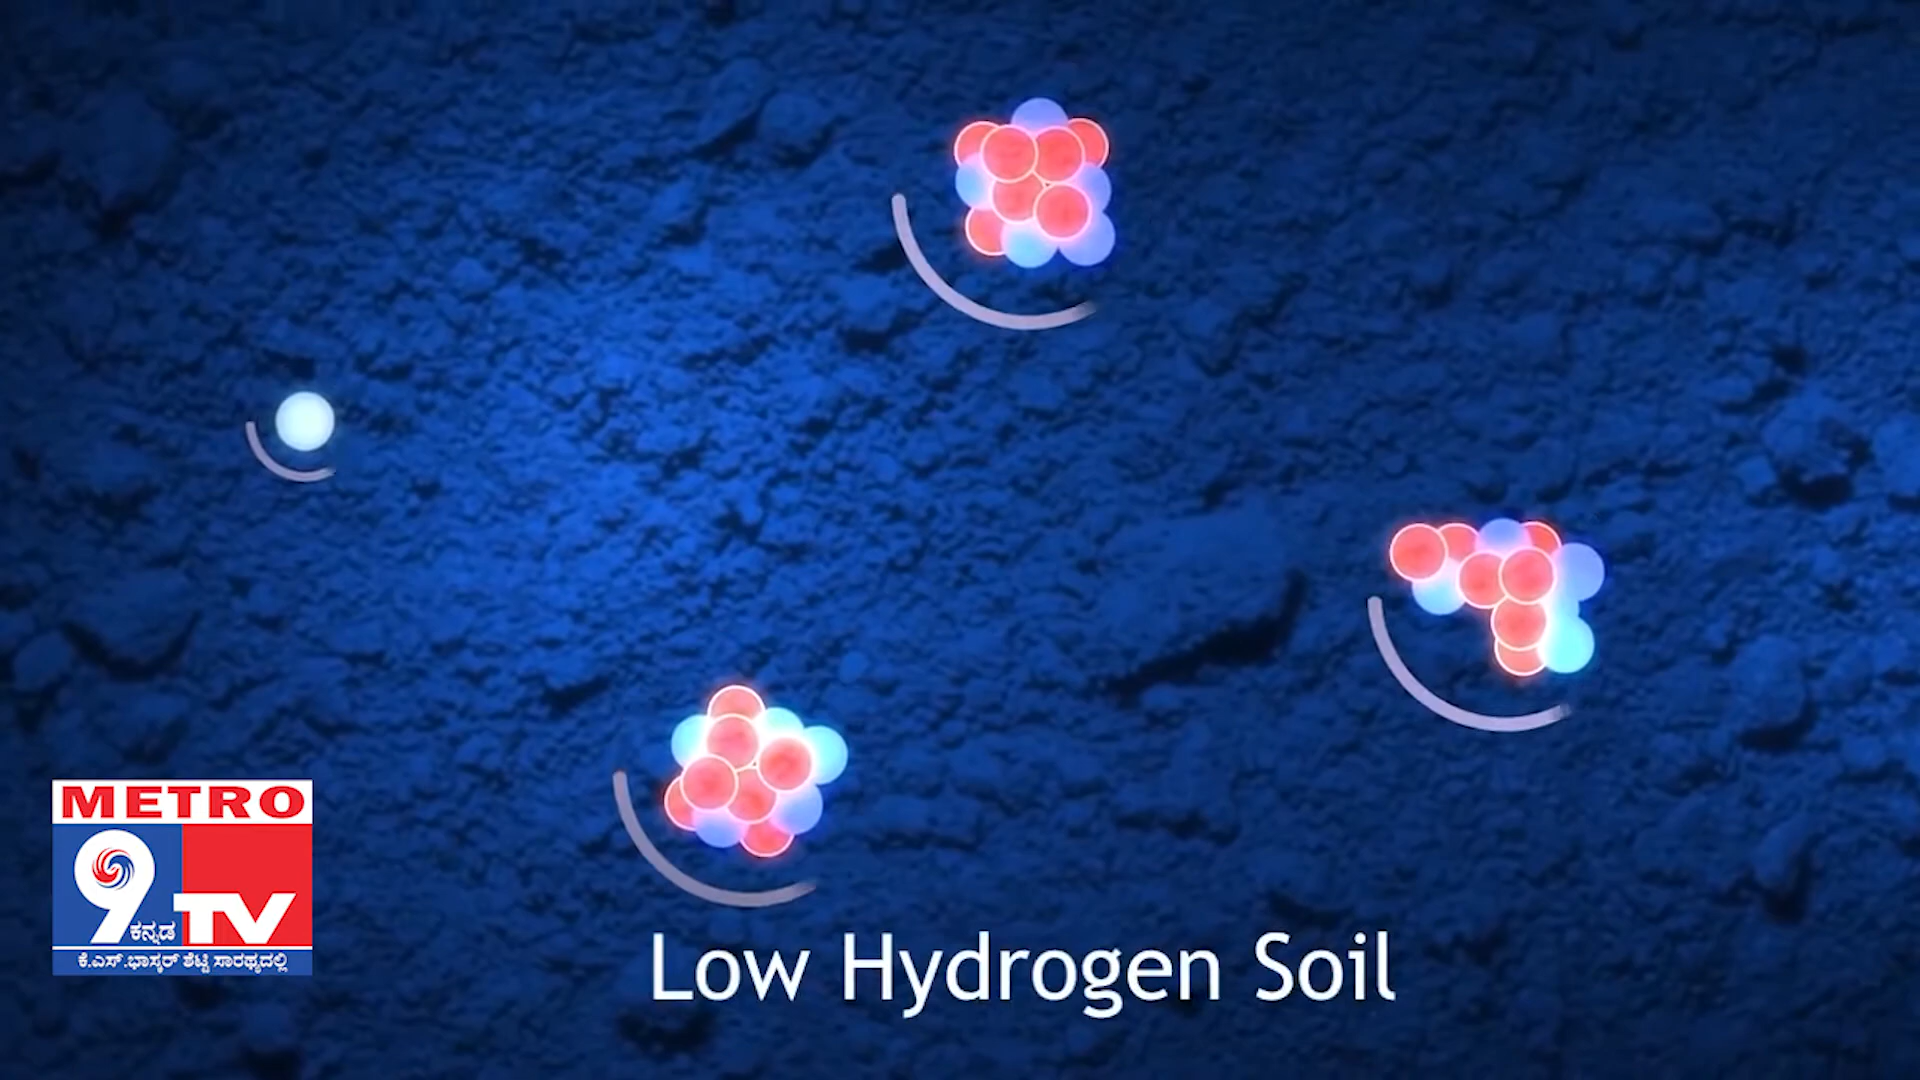 METRO
9
ಕನ್ನಡ
TV
ಕೆ.ಎಸ್.ಭಾಸ್ಕರ್ ಶೆಟ್ಟಿ ಸಾರಥ್ಯದಲ್ಲಿ
Low Hydrogen Soil